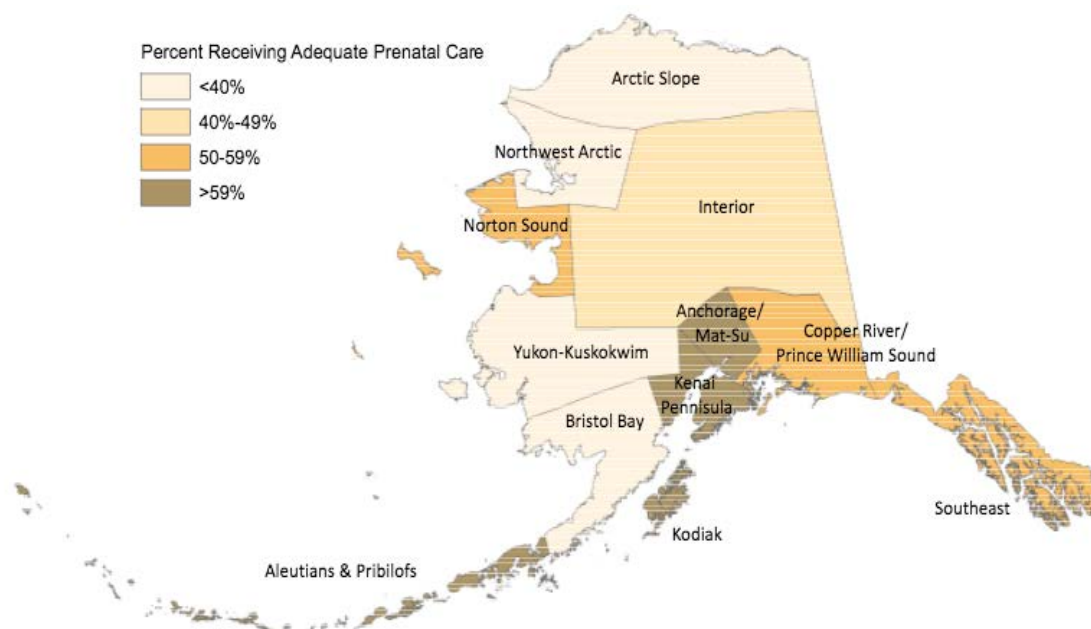 Percent Receiving Adequate Prenatal Care
<40%
40%-49%
50-59%
>59%
Arctic Slope
Northwest Arctic
Interior
Norton Sound
Anchorage/
Mat-Su
Copper River/
Prince William Sound
Yukon-Kuskokwim
Kenai
Pennisula
Bristol Bay
Southeast
Kodiak
Aleutians & Pribilofs